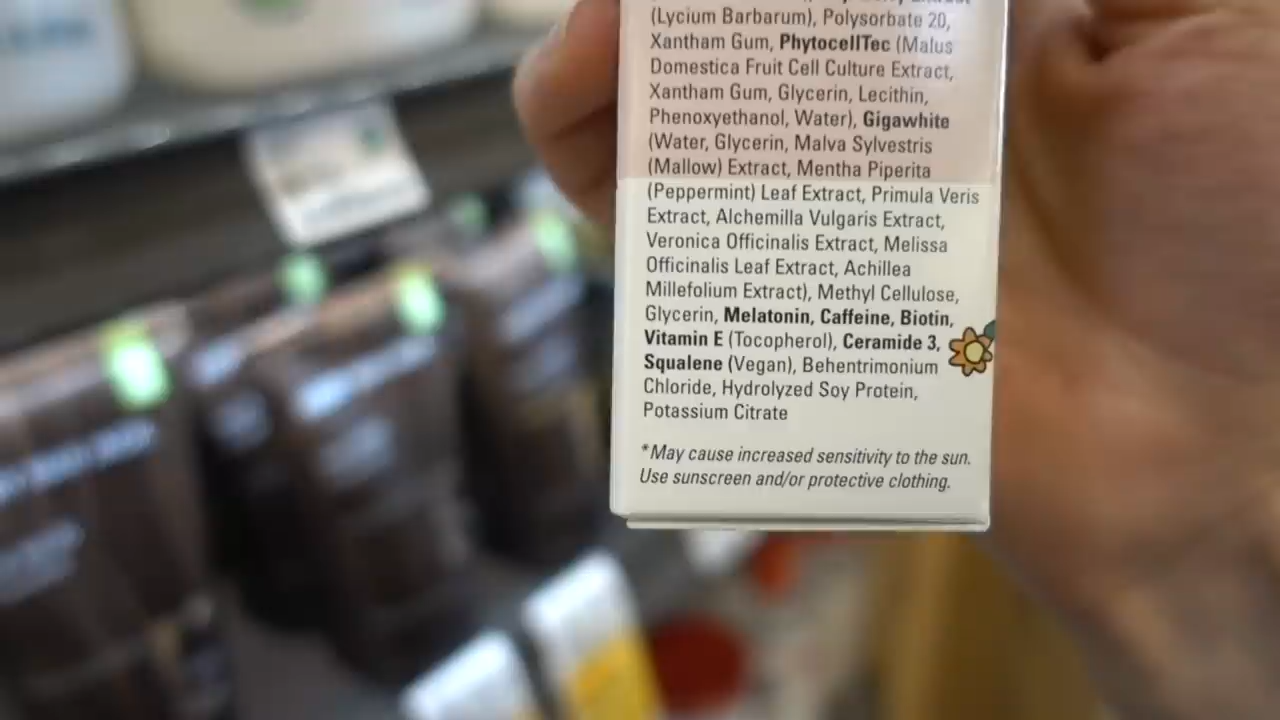 (Lycium Barbarum), Polysorbate 20,
Xantham Gum, PhytocellTec (Malus
Domestica Fruit Cell Culture Extract,
Xantham Gum, Glycerin, Lecithin,
Phenoxyethanol, Water), Gigawhite
(Water, Glycerin, Malva Sylvestris
(Mallow) Extract, Mentha Piperita
(Peppermint) Leaf Extract, Primula Veris
Extract, Alchemilla Vulgaris Extract,
Veronica Officinalis Extract, Melissa
Officinalis Leaf Extract, Achillea
Millefolium Extract), Methyl Cellulose,
Glycerin, Melatonin, Caffeine, Biotin,
Vitamin E (Tocopherol), Ceramide 3,
Squalene (Vegan), Behentrimonium
Chloride, Hydrolyzed Soy Protein,
Potassium Citrate
*May cause increased sensitivity to the sun.
Use sunscreen and/or protective clothing.